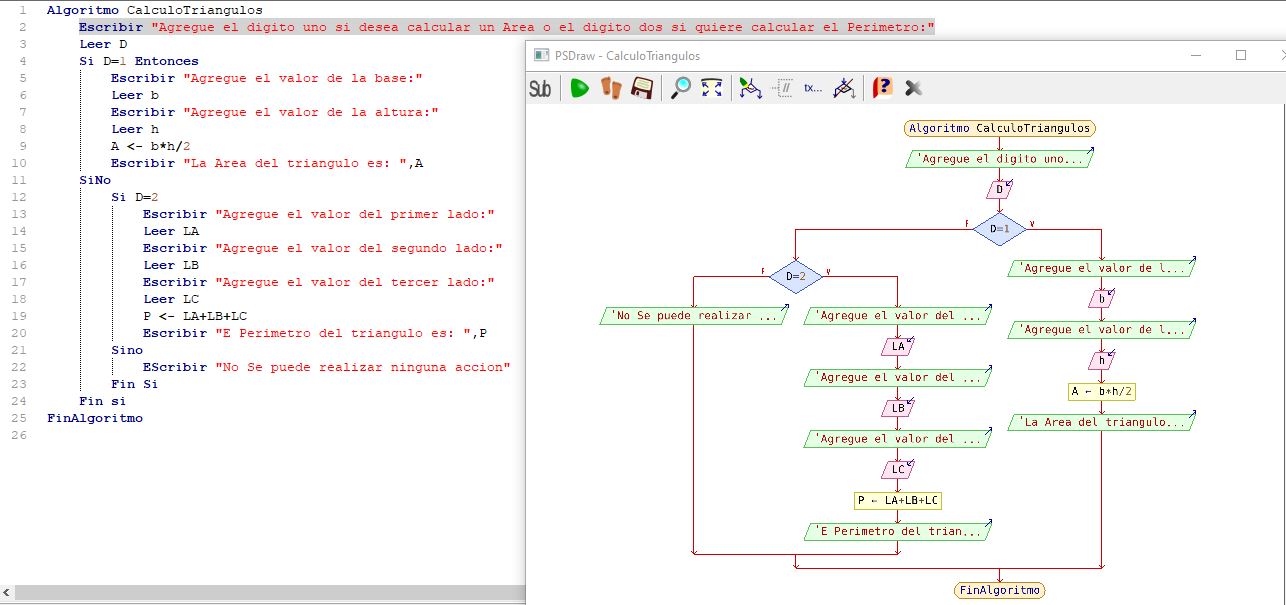 1 Algoritmo CalculoTriangulos
2 Escribir "Agregue el digito uno si desea calcular un Area o el digito dos si quiere calcular el Perimetro:"
3 Leer D
4 Si D=1 Entonces
5 Escribir "Agregue el valor de la base:"
6 Leer b
7 Escribir "Agregue el valor de la altura:"
8 Leer h
9 A <- b*h/2
10 Escribir "La Area del triangulo es: ",A
11 SiNo
12 Si D=2
13 Escribir "Agregue el valor del primer lado:"
14 Leer LA
15 Escribir "Agregue el valor del segundo lado:"
16 Leer LB
17 Escribir "Agregue el valor del tercer lado:"
18 Leer LC
19 P <- LA+LB+LC
20 Escribir "E Perimetro del triangulo es: ",P
21 Sino
22 EScribir "No Se puede realizar ninguna accion"
23 Fin Si
24 Fin si
25 FinAlgoritmo
26
PSDraw - CalculoTriangulos
Sub
tx...
Algoritmo CalculoTriangulos
'Agregue el digito uno...
D
F D=1 V
F D=2 V
'Agregue el valor de l...
b
'No Se puede realizar ...
'Agregue el valor del ...
'Agregue el valor de l...
LA
h
'Agregue el valor del ...
A ← b*h/2
LB
'La Area del triangulo...
'Agregue el valor del ...
LC
P ← LA+LB+LC
'E Perimetro del trian...
FinAlgoritmo